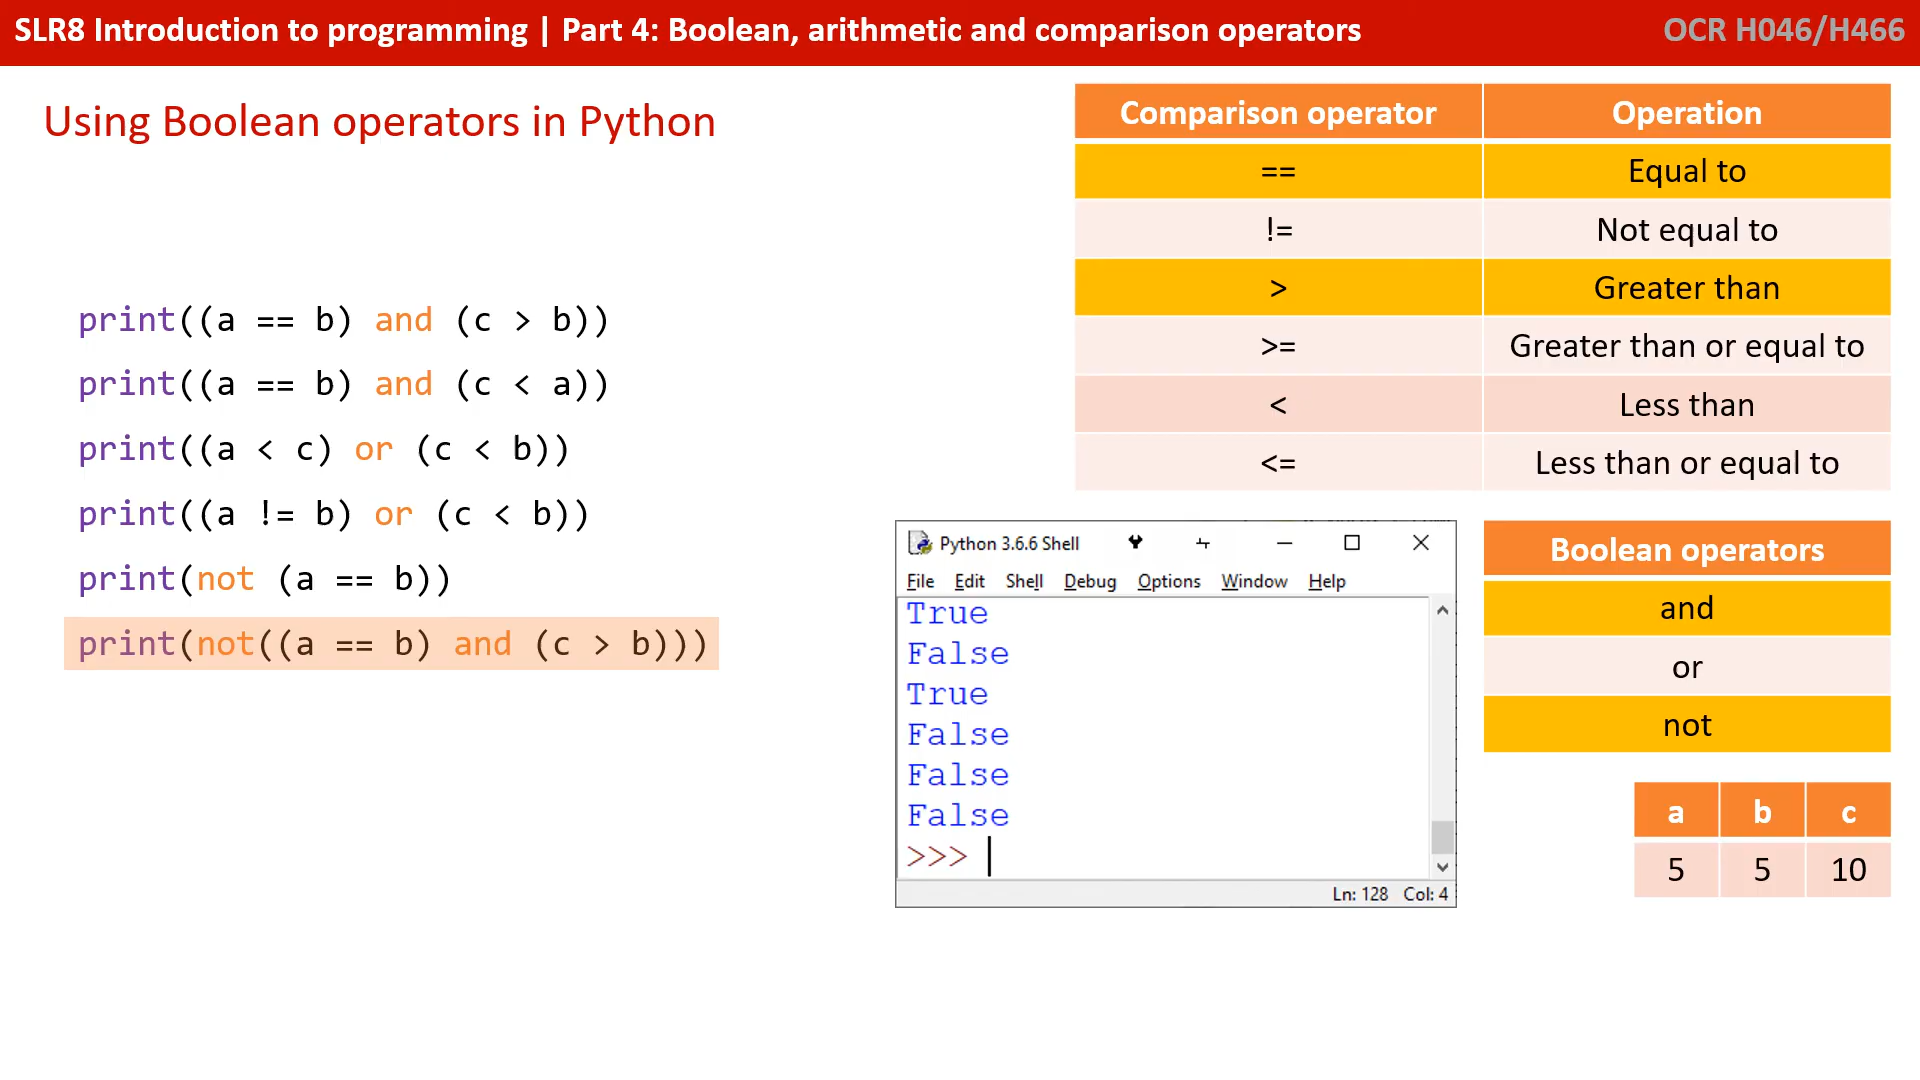 SLR8 Introduction to programming | Part 4: Boolean, arithmetic and comparison operators
OCR H046/H466
Using Boolean operators in Python
print((a == b) and (c > b))
print((a == b) and (c < a))
print((a < c) or (c < b))
print((a != b) or (c < b))
print(not (a == b))
print(not((a == b) and (c > b)))
Comparison operator Operation
== Equal to
!= Not equal to
> Greater than
>= Greater than or equal to
< Less than
<= Less than or equal to
Python 3.6.6 Shell
File Edit Shell Debug Options Window Help
True
False
True
False
False
False
>>>
Ln: 128 Col: 4
Boolean operators
and
or
not
a b c
5 5 10